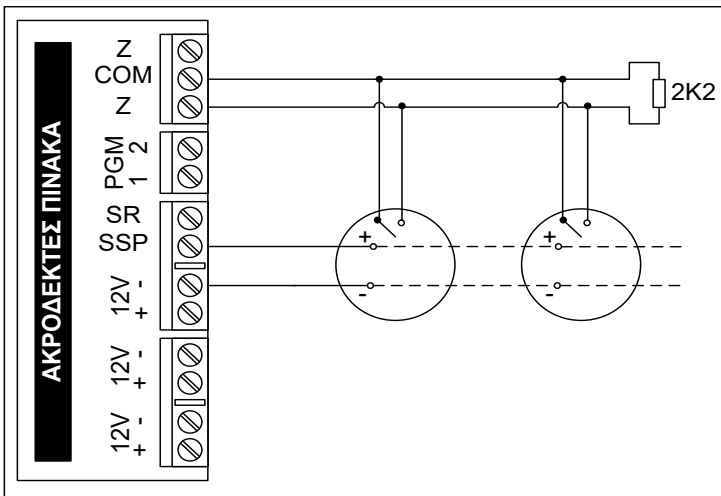 ΑΚΡΟΔΕΚΤΕΣ ΠΙΝΑΚΑ
Z
COM
Z
PGM
1 2
SR
SSP
12V
+ -
12V
+ -
12V
+ -
+
-
+
-
2K2